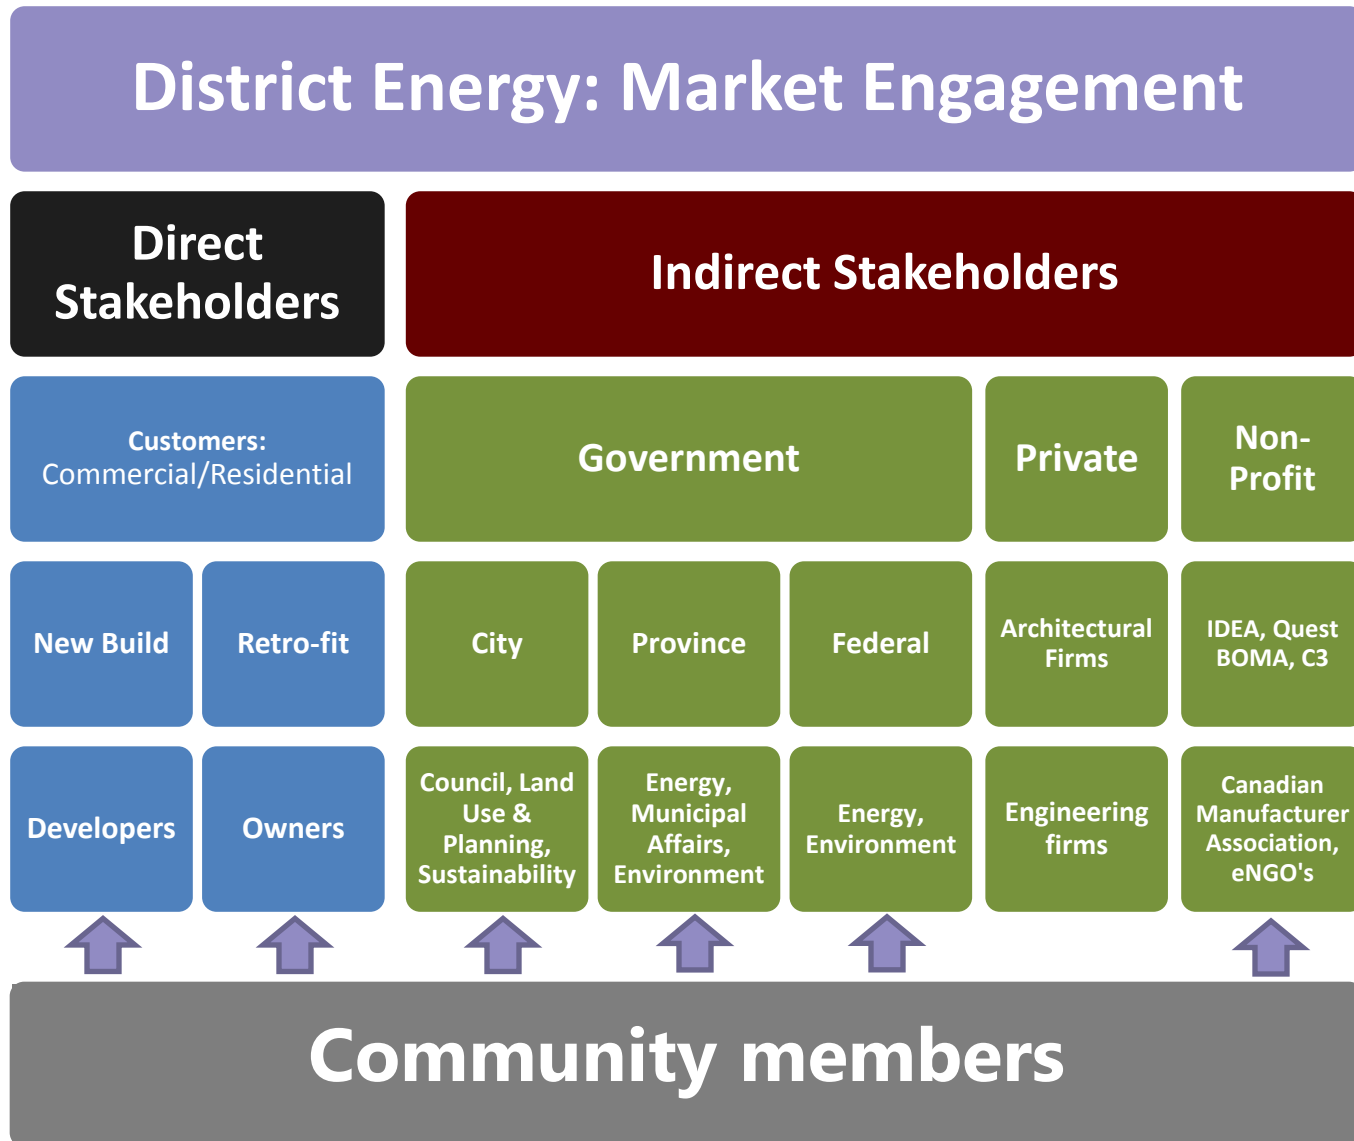 District Energy: Market Engagement
Direct
Stakeholders
Indirect Stakeholders
Customers:
Commercial/Residential
Government
Private
Non-
Profit
New Build
Retro-fit
City
Province
Federal
Architectural
Firms
IDEA, Quest
BOMA, C3
Developers
Owners
Council, Land
Use &
Planning,
Sustainability
Energy,
Municipal
Affairs,
Environment
Energy,
Environment
Engineering
firms
Canadian
Manufacturer
Association,
eNGO's
Community members